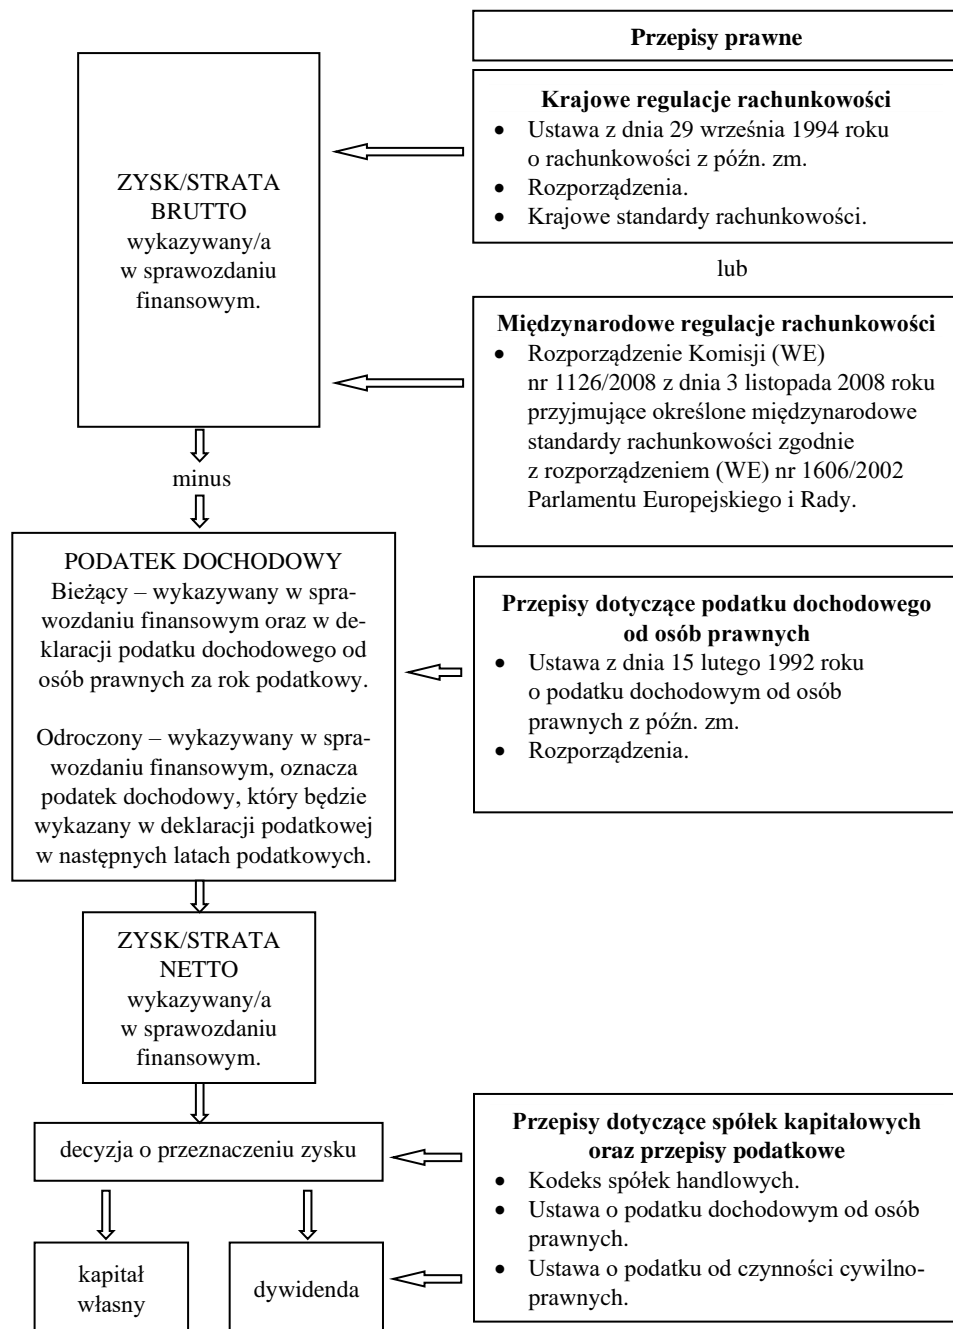 Przepisy prawne
ZYSK/STRATA
BRUTTO
wykazywany/a
w sprawozdaniu
finansowym.
Krajowe regulacje rachunkowości
• Ustawa z dnia 29 września 1994 roku
o rachunkowości z późn. zm.
• Rozporządzenia.
• Krajowe standardy rachunkowości.
lub
Międzynarodowe regulacje rachunkowości
• Rozporządzenie Komisji (WE)
nr 1126/2008 z dnia 3 listopada 2008 roku
przyjmujące określone międzynarodowe
standardy rachunkowości zgodnie
z rozporządzeniem (WE) nr 1606/2002
Parlamentu Europejskiego i Rady.
minus
PODATEK DOCHODOWY
Bieżący – wykazywany w spra-
wozdaniu finansowym oraz w de-
klaracji podatku dochodowego od
osób prawnych za rok podatkowy.
Odroczony – wykazywany w spra-
wozdaniu finansowym, oznacza
podatek dochodowy, który będzie
wykazany w deklaracji podatkowej
w następnych latach podatkowych.
Przepisy dotyczące podatku dochodowego
od osób prawnych
• Ustawa z dnia 15 lutego 1992 roku
o podatku dochodowym od osób
prawnych z późn. zm.
• Rozporządzenia.
ZYSK/STRATA
NETTO
wykazywany/a
w sprawozdaniu
finansowym.
decyzja o przeznaczeniu zysku
Przepisy dotyczące spółek kapitałowych
oraz przepisy podatkowe
• Kodeks spółek handlowych.
• Ustawa o podatku dochodowym od osób
prawnych.
• Ustawa o podatku od czynności cywilno-
prawnych.
kapitał
własny
dywidenda